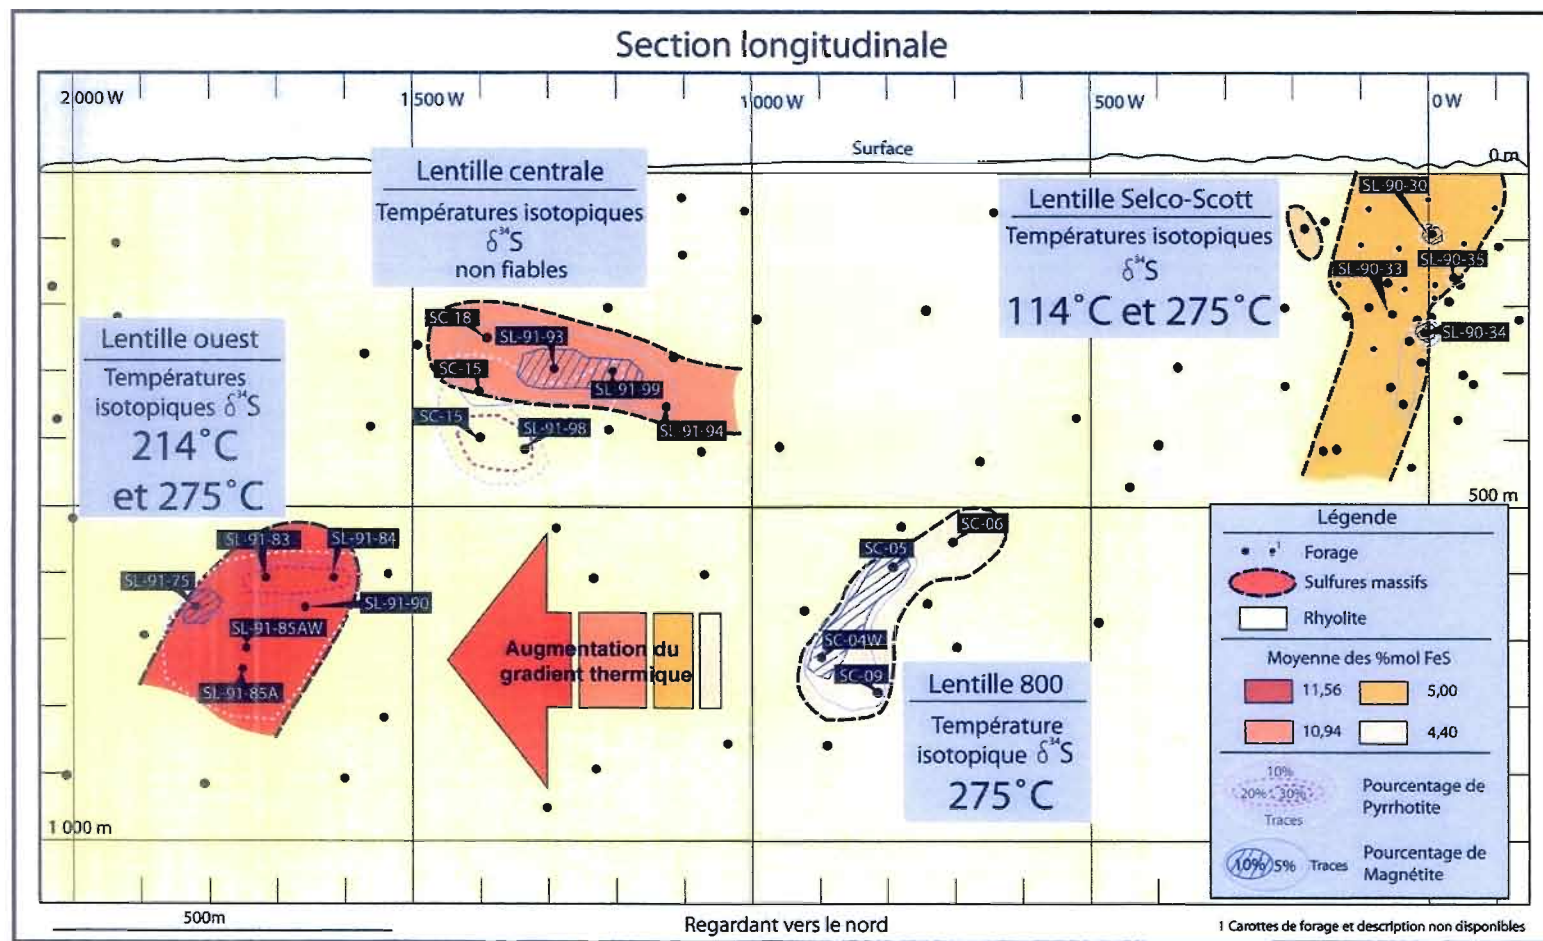 Section longitudinale
2 000 W
1 500 W
1 000 W
500 W
0 W
Surface
0 m
Lentille centrale
Températures isotopiques
δ³⁴S
non fiables
Lentille Selco-Scott
Températures isotopiques
δ³⁴S
114°C et 275°C
SL-90-30
SL-90-33
SL-90-35
SL-90-34
Lentille ouest
Températures
isotopiques δ³⁴S
214°C
et 275°C
SC-18
SL-91-93
SC-15
SL-91-99
SC-15
SL-91-98
SL-91-94
500 m
SL-91-83
SL-91-84
SL-91-75
SL-91-90
SL-91-85AW
SL-91-85A
Augmentation du
gradient thermique
SC-06
SC-05
SC-04W
SC-09
Lentille 800
Température
isotopique δ³⁴S
275°C
Légende
1 Forage
Sulfures massifs
Rhyolite
Moyenne des %mol FeS
11,56
5,00
10,94
4,40
10%
20% 30%
Traces
Pourcentage de
Pyrrhotite
10% 5% Traces
Pourcentage de
Magnétite
1 000 m
500m
Regardant vers le nord
1 Carottes de forage et description non disponibles